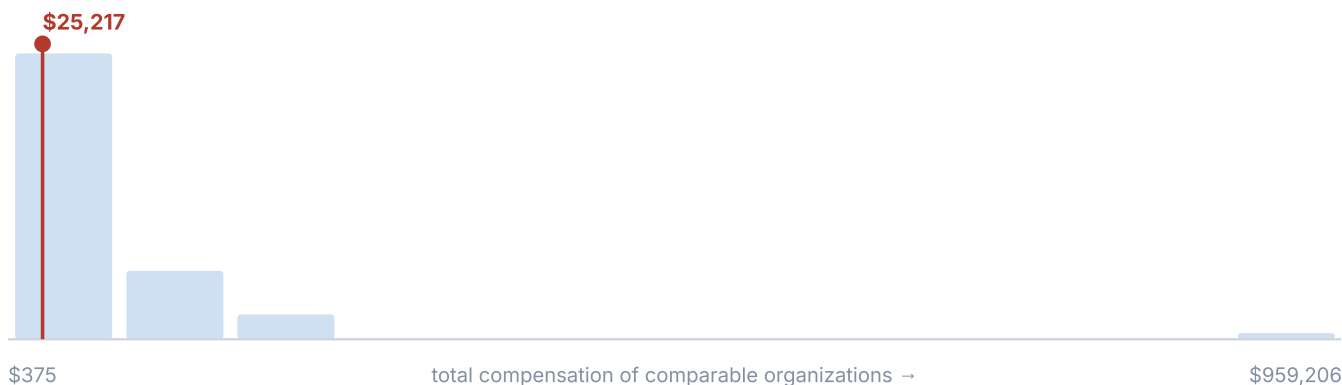 $25,217
$375
total compensation of comparable organizations →
$959,206